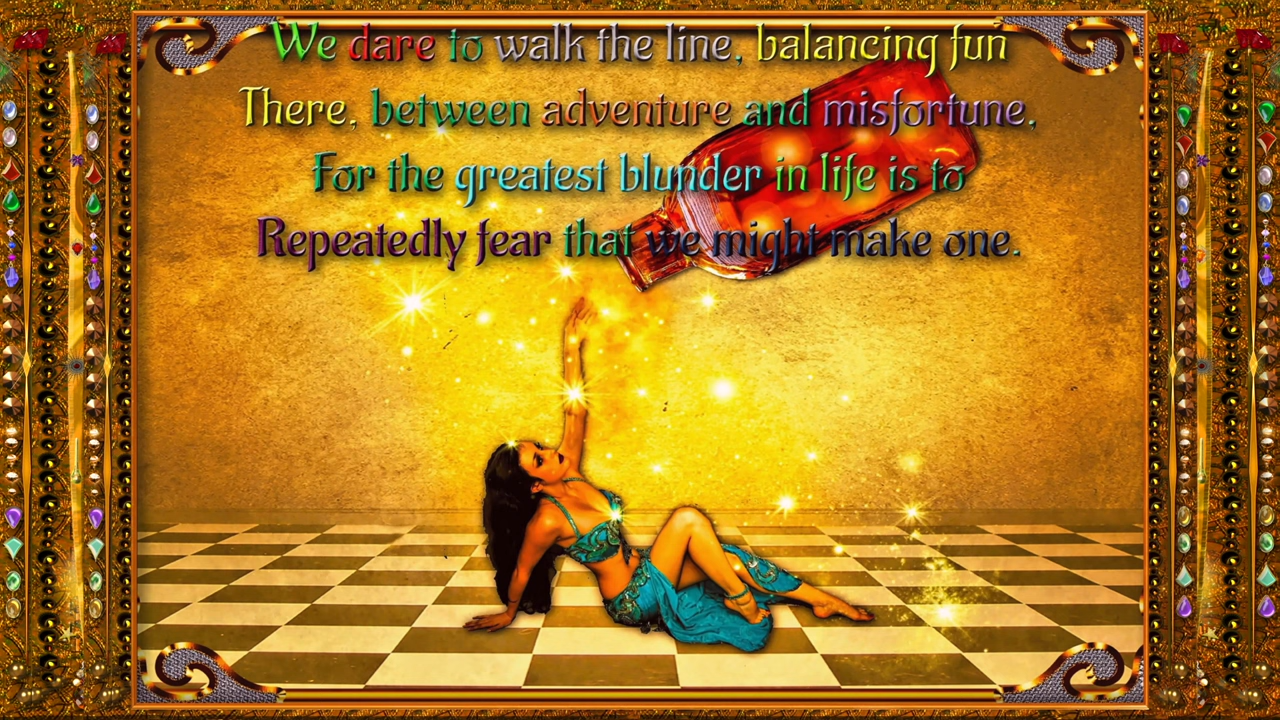 We dare to walk the line, balancing fun
There, between adventure and misfortune,
For the greatest blunder in life is to
Repeatedly fear that we might make one.